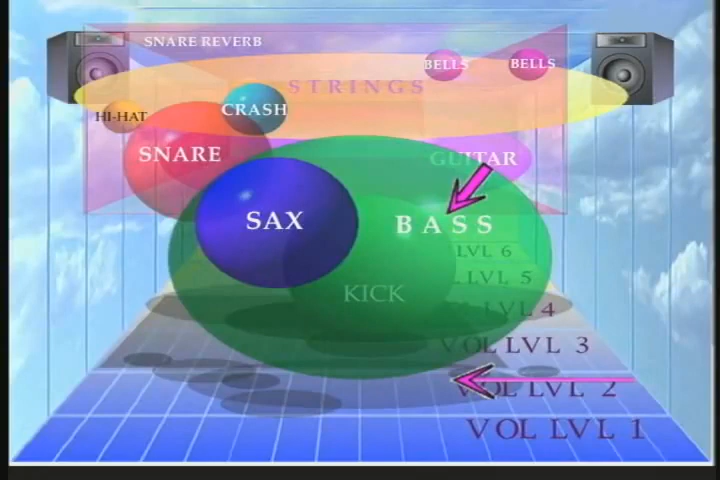 SNARE REVERB
BELLS
BELLS
STRINGS
HI-HAT
CRASH
SNARE
GUITAR
SAX
BASS
KICK
LVL 6
LVL 5
VOL LVL 4
VOL LVL 3
VOL LVL 2
VOL LVL 1